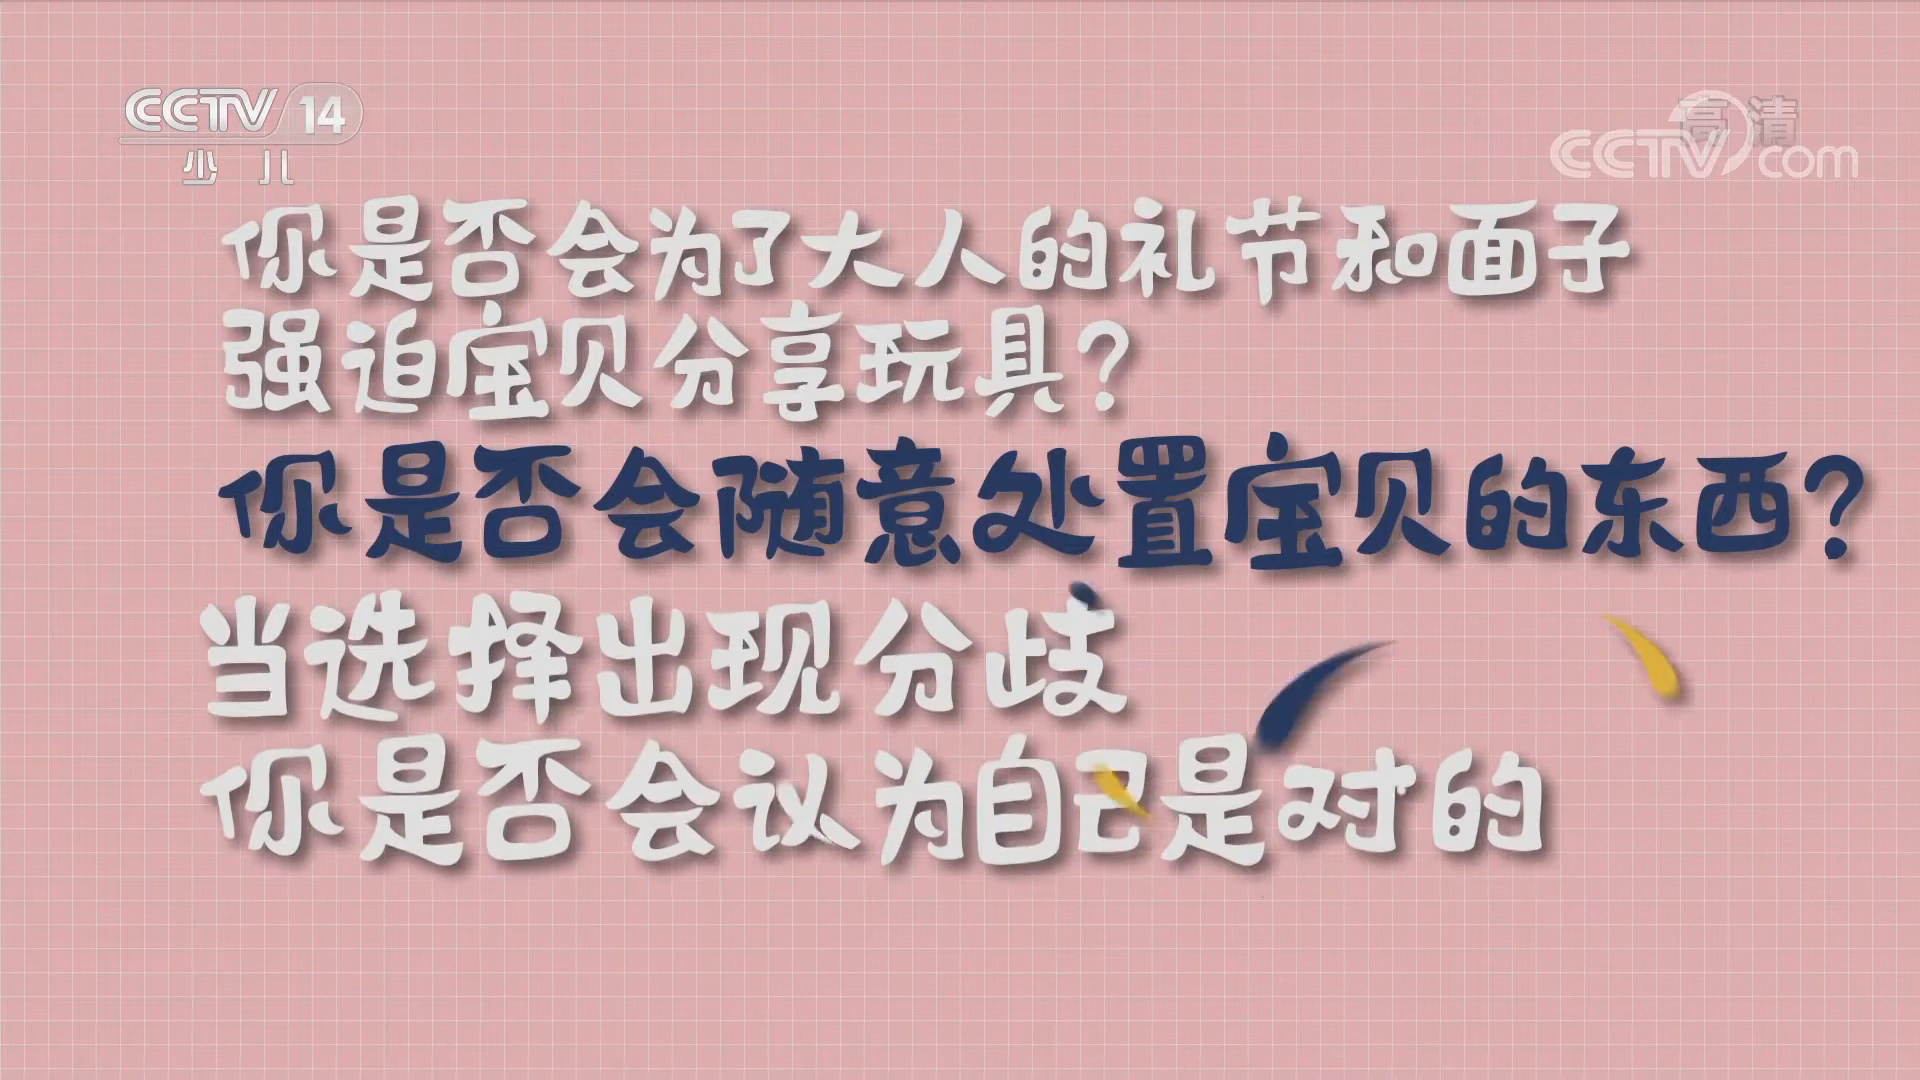 CCTV 14
少儿
高清
CCTV.com
你是否会为了大人的礼节和面子
强迫宝贝分享玩具?
你是否会随意处置宝贝的东西?
当选择出现分歧
你是否会认为自己是对的